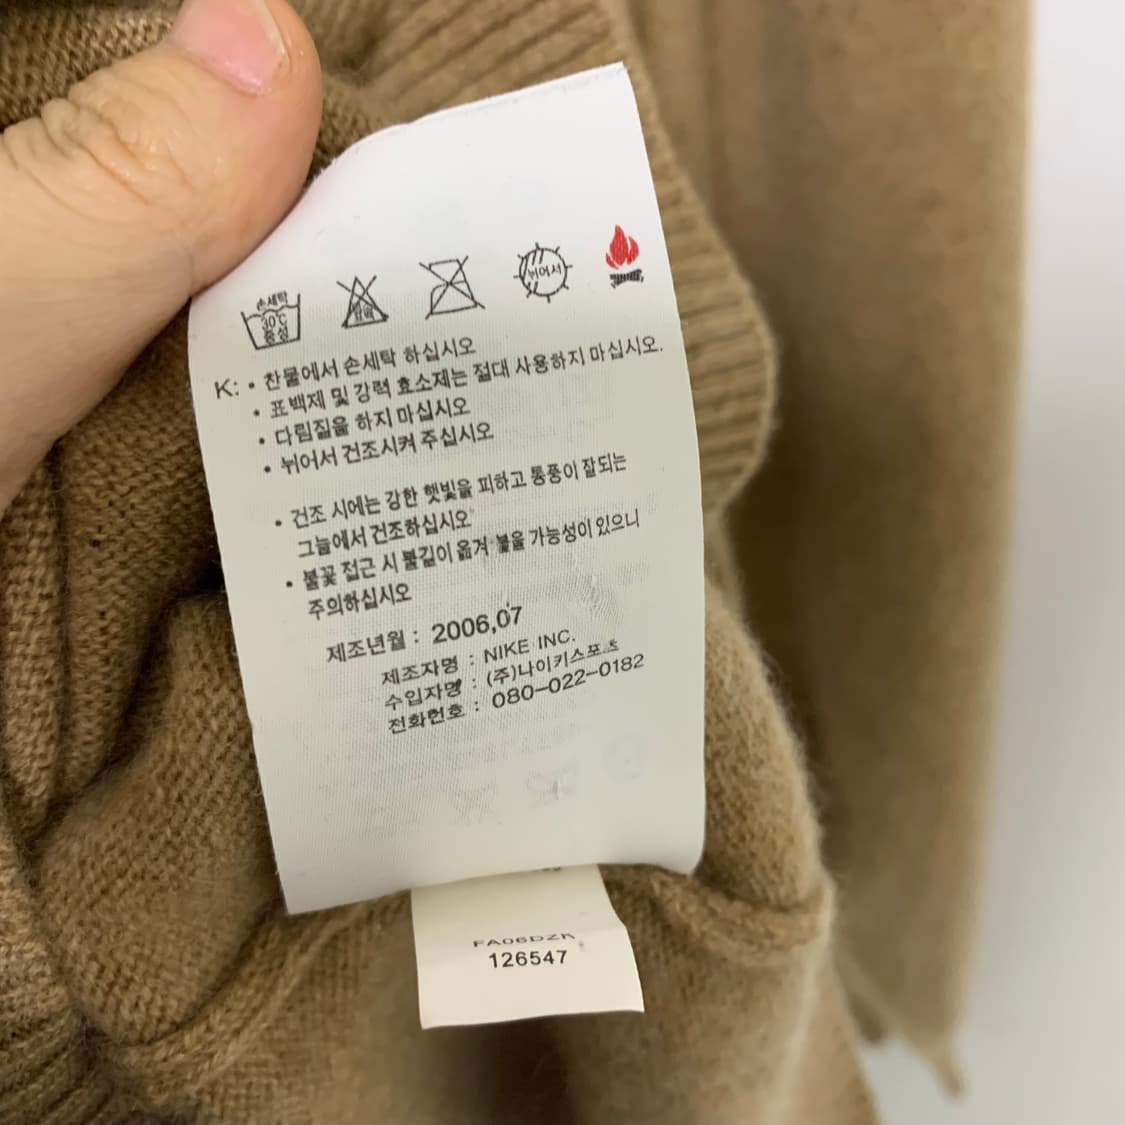 손세탁
30℃
중성
뉘어서
K: • 찬물에서 손세탁 하십시오
• 표백제 및 강력 효소제는 절대 사용하지 마십시오.
• 다림질을 하지 마십시오
• 뉘어서 건조시켜 주십시오
• 건조 시에는 강한 햇빛을 피하고 통풍이 잘되는
그늘에서 건조하십시오
• 불꽃 접근 시 불길이 옮겨 붙을 가능성이 있으니
주의하십시오
제조년월 : 2006,07
제조자명 : NIKE INC.
수입자명 : (주)나이키스포츠
전화헌호 : 080-022-0182
126547